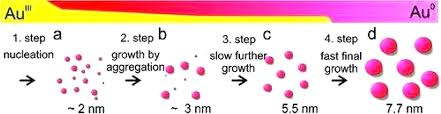 Au^III Au^0
1. step
nucleation
a
~ 2 nm
2. step
growth by
aggregation
b
~ 3 nm
3. step
slow further
growth
c
5.5 nm
4. step
fast final
growth
d
7.7 nm